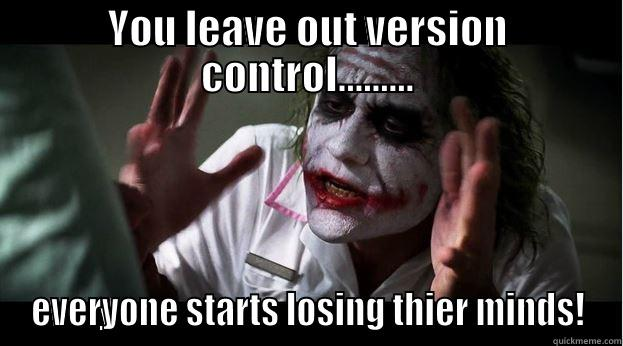 You leave out version
control.........
everyone starts losing thier minds!
quickmeme.com